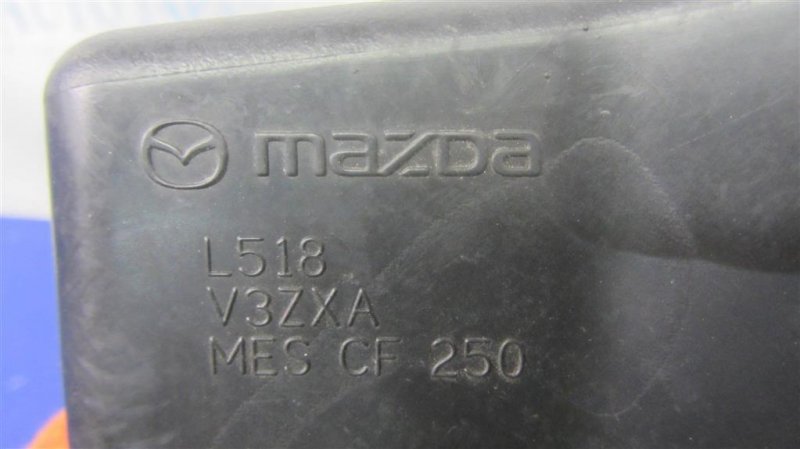 mazda
L518
V3ZXA
MES CF 250